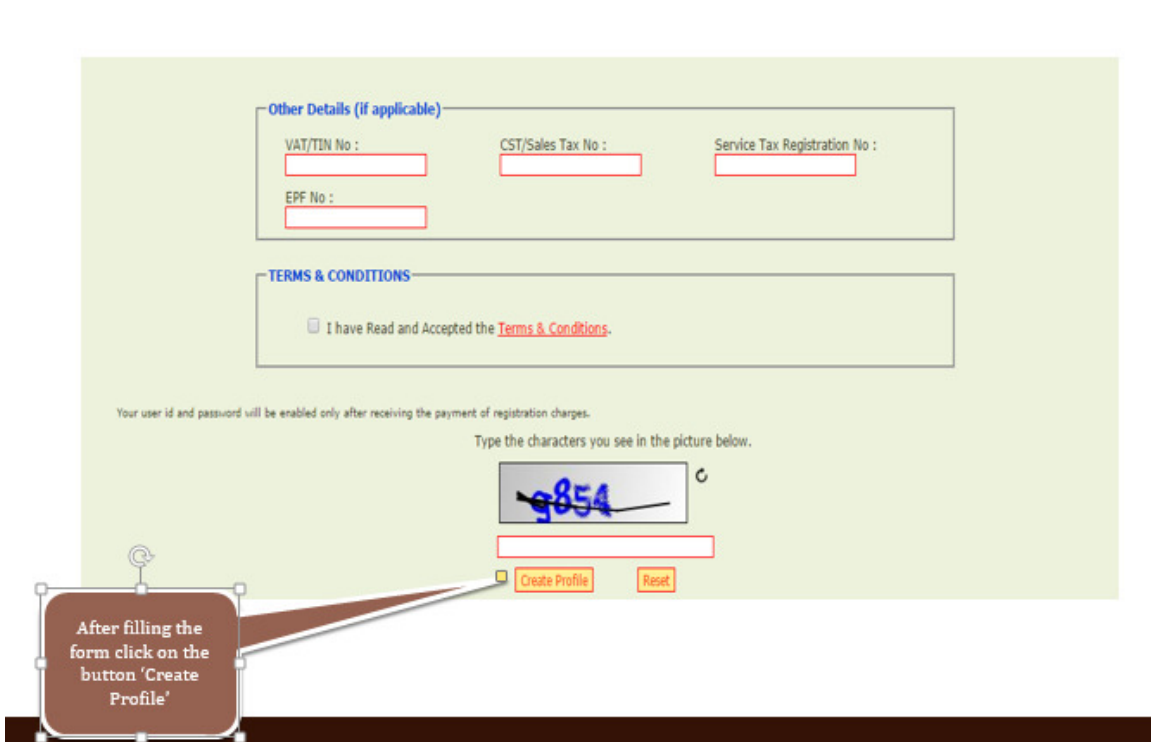 Other Details (if applicable)
VAT/TIN No :
CST/Sales Tax No :
Service Tax Registration No :
EPF No :
TERMS & CONDITIONS
I have Read and Accepted the Terms & Conditions.
Your user id and password will be enabled only after receiving the payment of registration charges.
Type the characters you see in the picture below.
g854
Create Profile
Reset
After filling the
form click on the
button ‘Create
Profile’